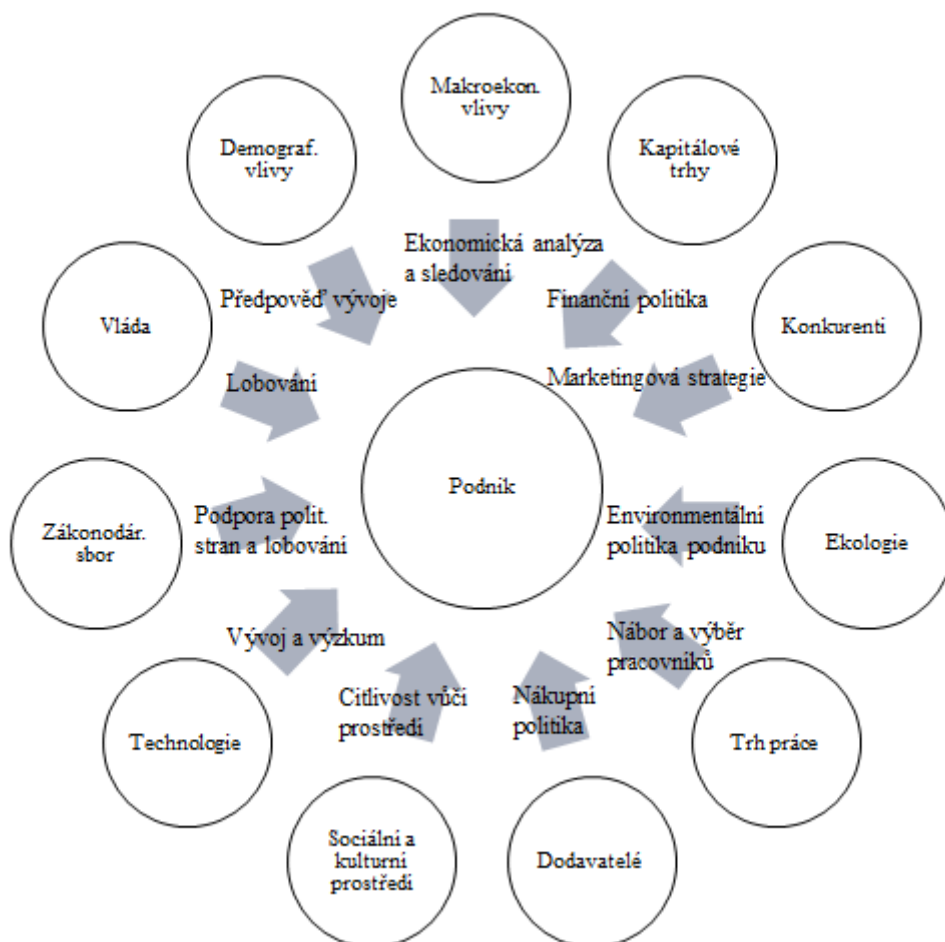 Makroekon.
vlivy
Demograf.
vlivy
Kapitálové
trhy
Ekonomická analýza
a sledování
Předpověď vývoje
Finanční politika
Vláda
Konkurenti
Lobování
Marketingová strategie
Podnik
Zákonodár.
sbor
Podpora polit.
stran a lobování
Environmentální
politika podniku
Ekologie
Vývoj a výzkum
Nábor a výběr
pracovníků
Citlivost vůči
prostředí
Nákupní
politika
Technologie
Trh práce
Sociální a
kulturní
prostředí
Dodavatelé